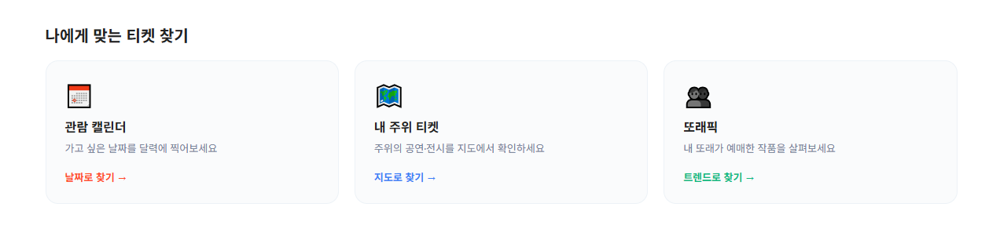 나에게 맞는 티켓 찾기
관람 캘린더
가고 싶은 날짜를 달력에 찍어보세요
날짜로 찾기 →
내 주위 티켓
주위의 공연·전시를 지도에서 확인하세요
지도로 찾기 →
또래픽
내 또래가 예매한 작품을 살펴보세요
트렌드로 찾기 →